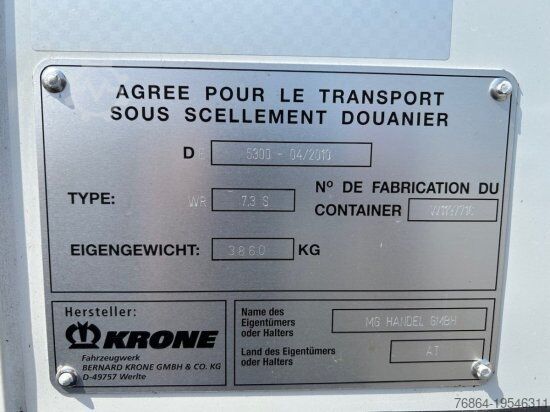 AGREE POUR LE TRANSPORT
SOUS SCELLEMENT DOUANIER
D 5300 - 04/2010
TYPE: WR 7.3 S
Nº DE FABRICATION DU
CONTAINER
EIGENGEWICHT: 3860 KG
Hersteller:
KRONE
Fahrzeugwerk
BERNARD KRONE GMBH & CO. KG
D-49757 Werlte
Name des
Eigentümers
oder Halters
MG HANDEL GMBH
Land des Eigentümers
oder Halters
AT
76864-19546311